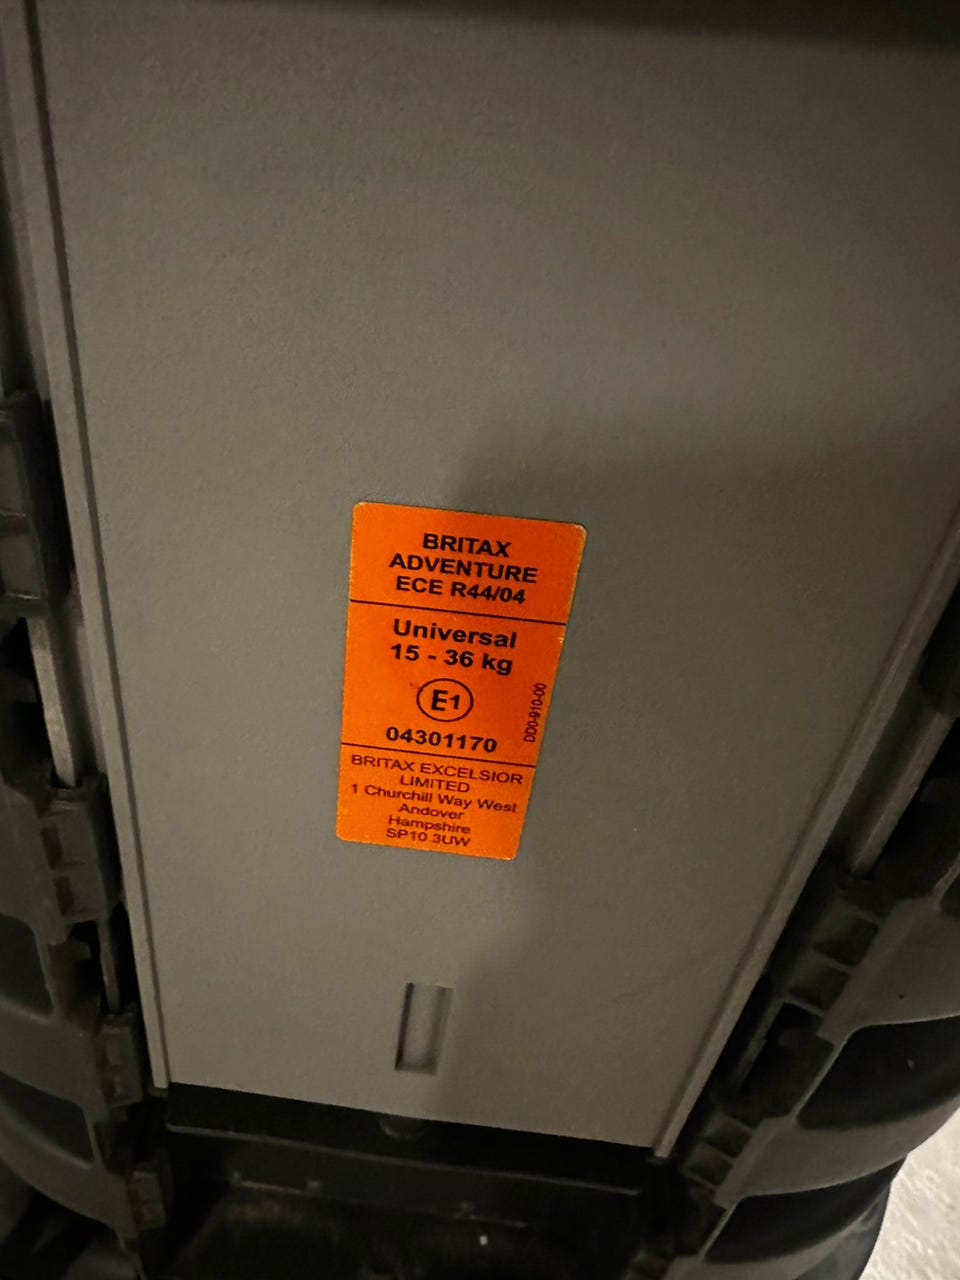 BRITAX
ADVENTURE
ECE R44/04
Universal
15 - 36 kg
E1
04301170
DD0-910-00
BRITAX EXCELSIOR
LIMITED
1 Churchill Way West
Andover
Hampshire
SP10 3UW